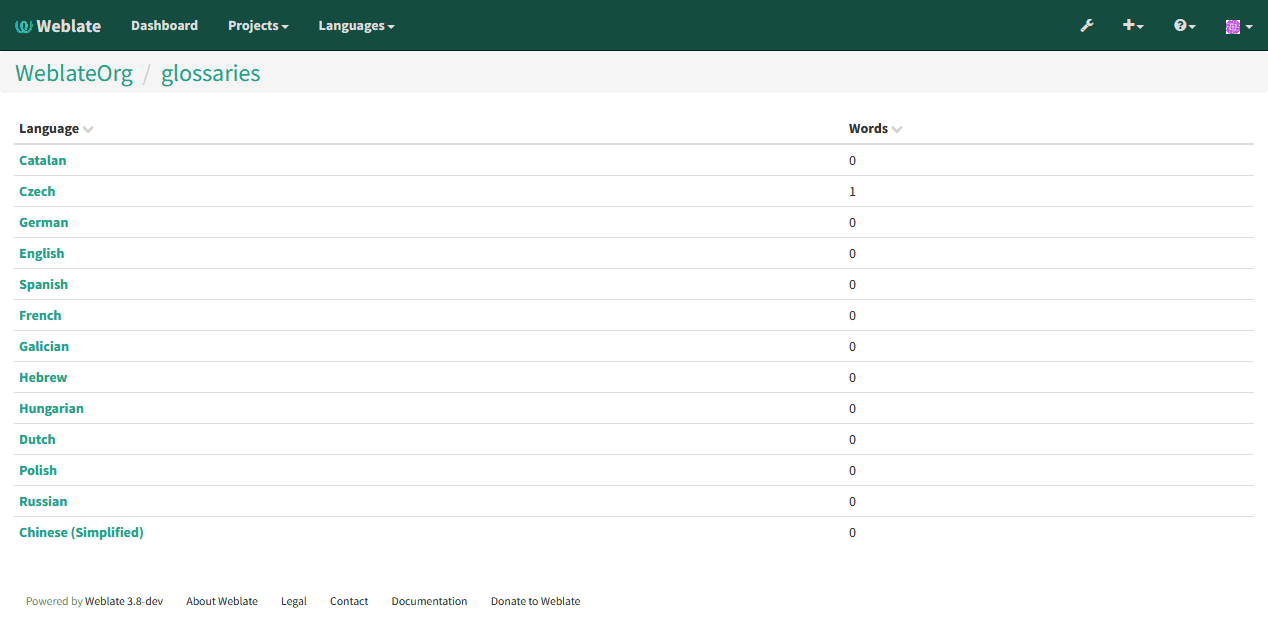 Weblate Dashboard Projects Languages
WeblateOrg / glossaries
Language Words
Catalan 0
Czech 1
German 0
English 0
Spanish 0
French 0
Galician 0
Hebrew 0
Hungarian 0
Dutch 0
Polish 0
Russian 0
Chinese (Simplified) 0
Powered by Weblate 3.8-dev About Weblate Legal Contact Documentation Donate to Weblate